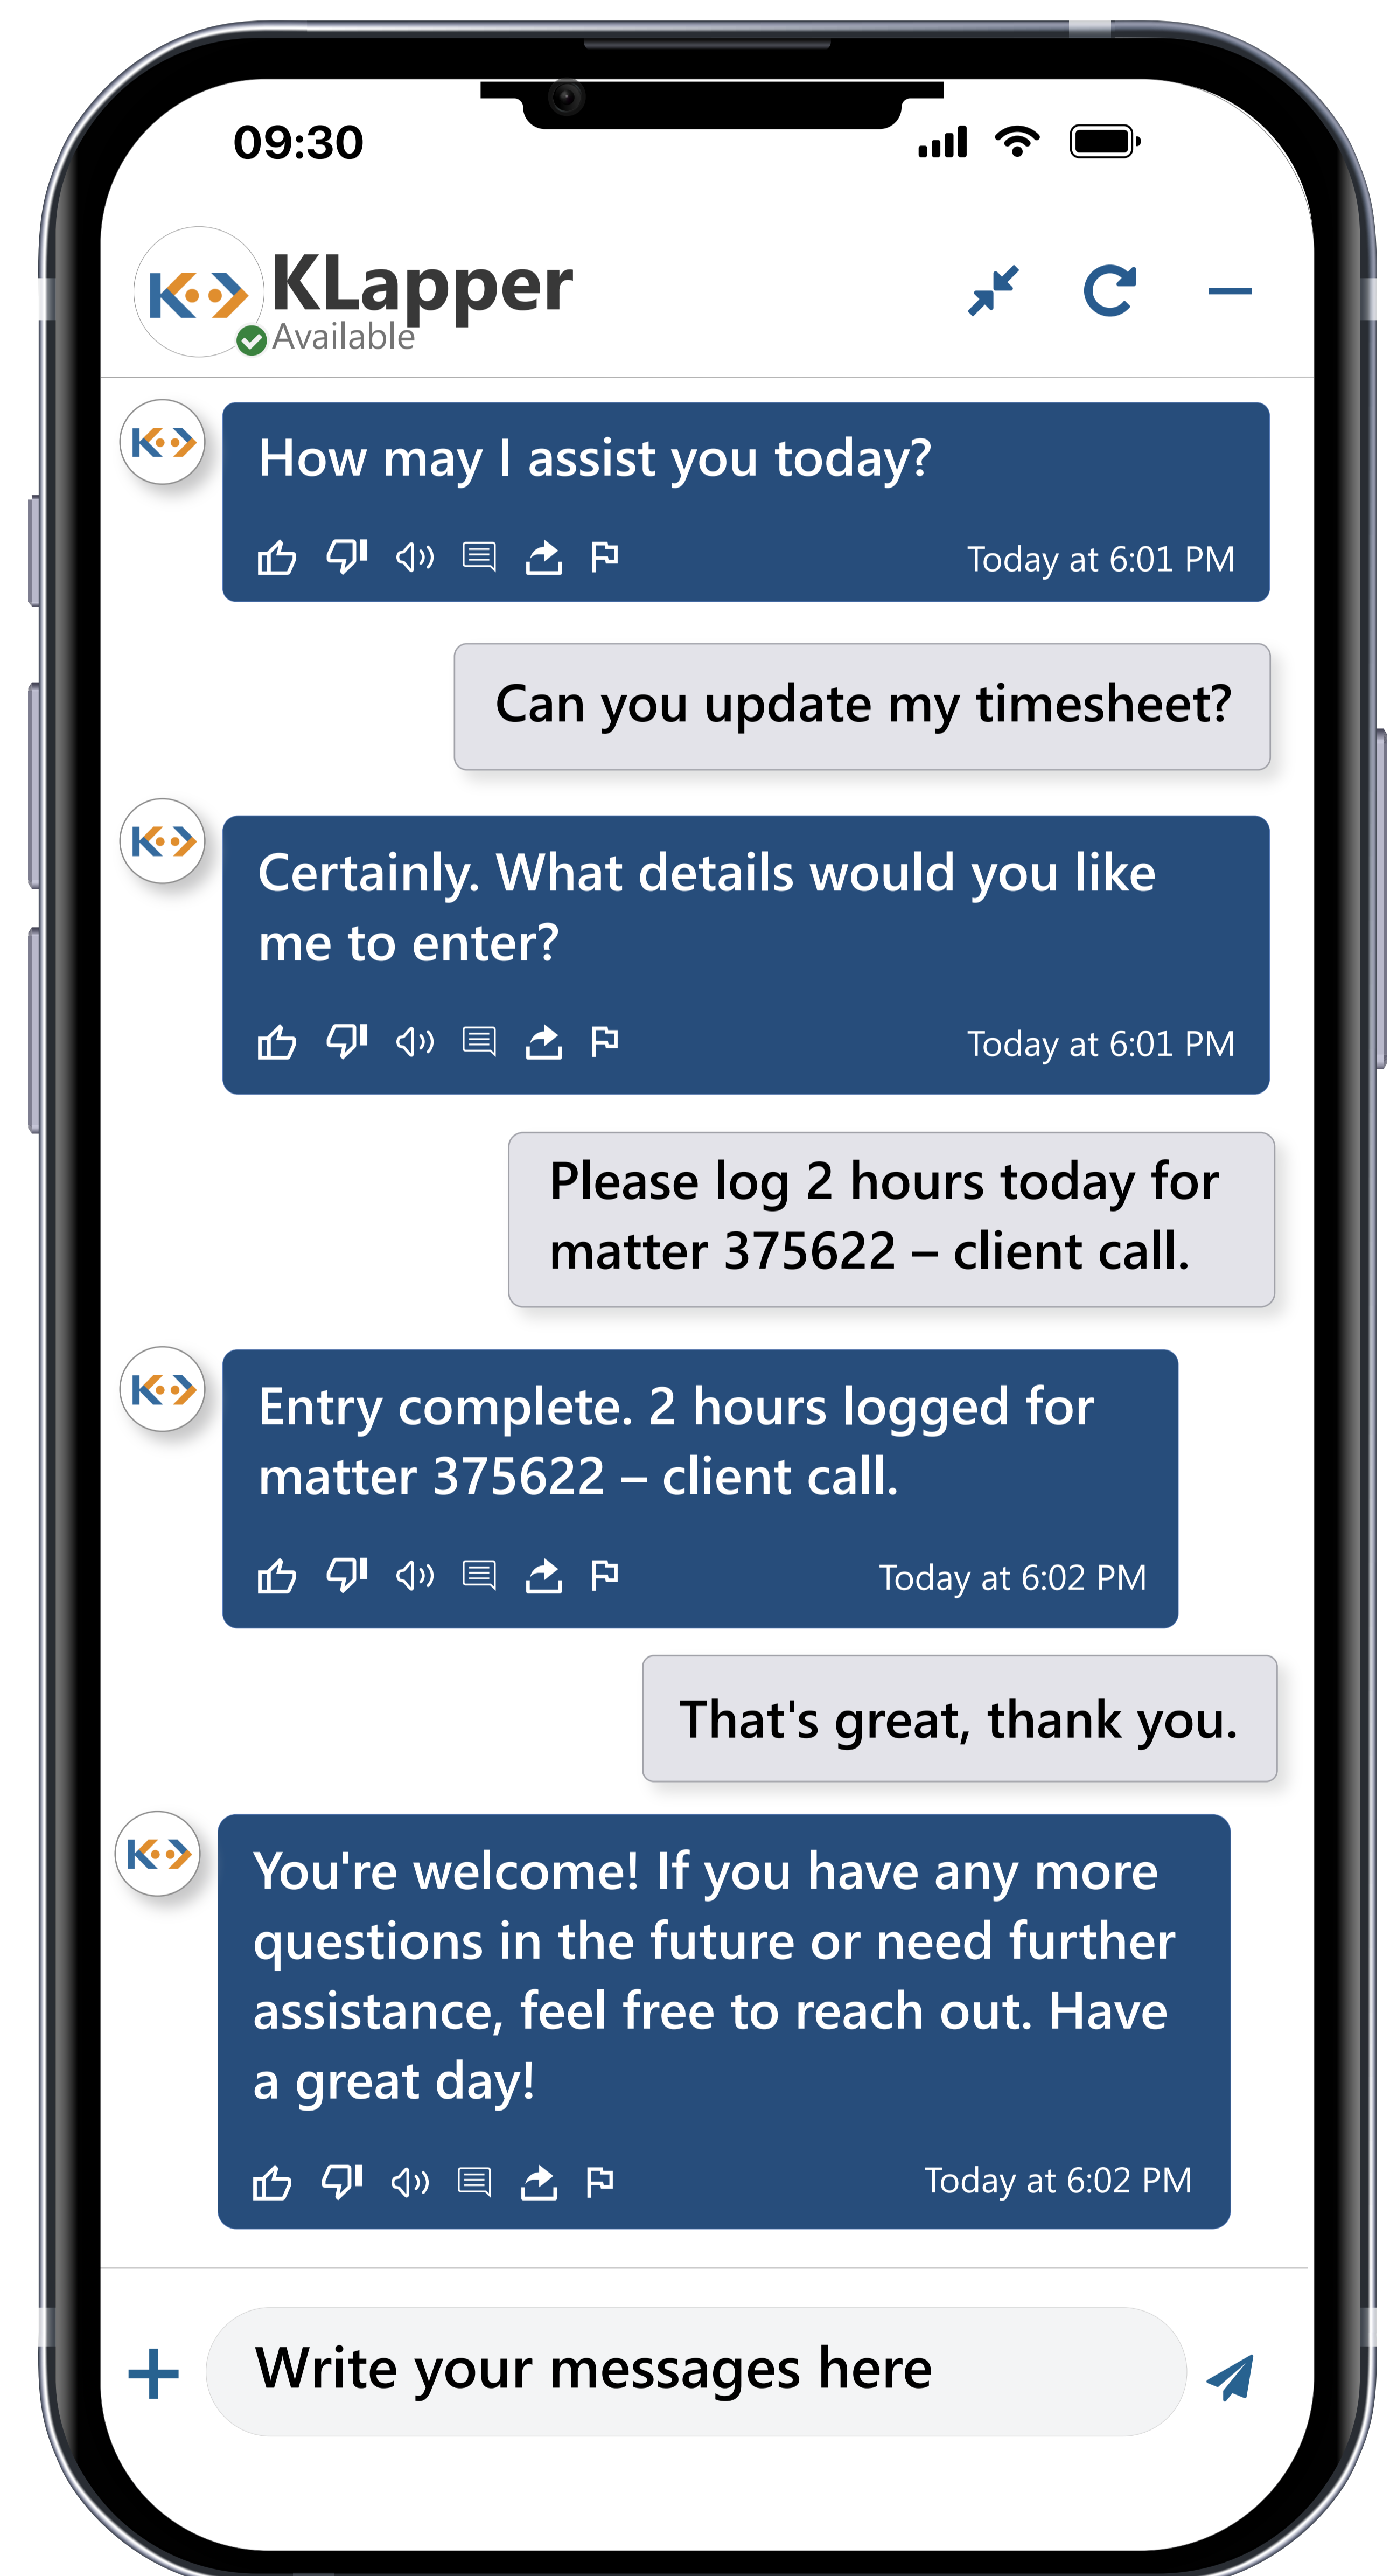 09:30
KLapper
Available
How may I assist you today?
Today at 6:01 PM
Can you update my timesheet?
Certainly. What details would you like
me to enter?
Today at 6:01 PM
Please log 2 hours today for
matter 375622 – client call.
Entry complete. 2 hours logged for
matter 375622 – client call.
Today at 6:02 PM
That's great, thank you.
You're welcome! If you have any more
questions in the future or need further
assistance, feel free to reach out. Have
a great day!
Today at 6:02 PM
Write your messages here